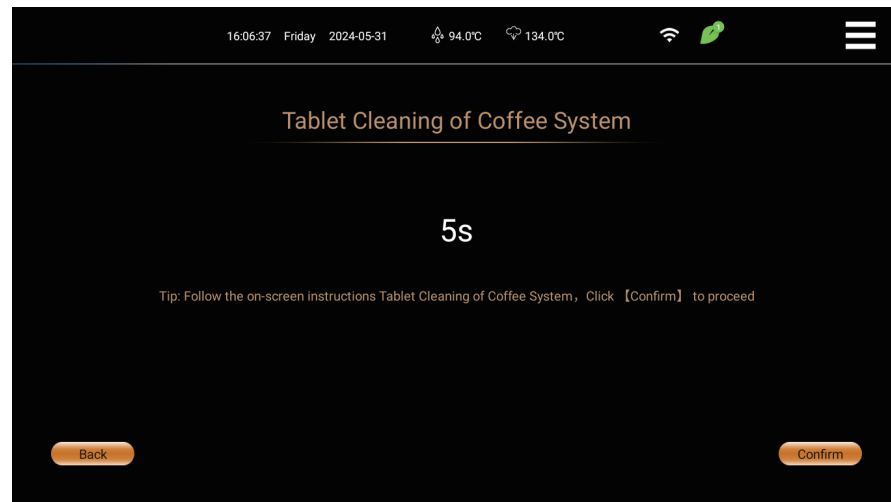 16:06:37 Friday 2024-05-31 94.0℃ 134.0℃ 1
Tablet Cleaning of Coffee System
5s
Tip: Follow the on-screen instructions Tablet Cleaning of Coffee System，Click 【Confirm】 to proceed
Back Confirm